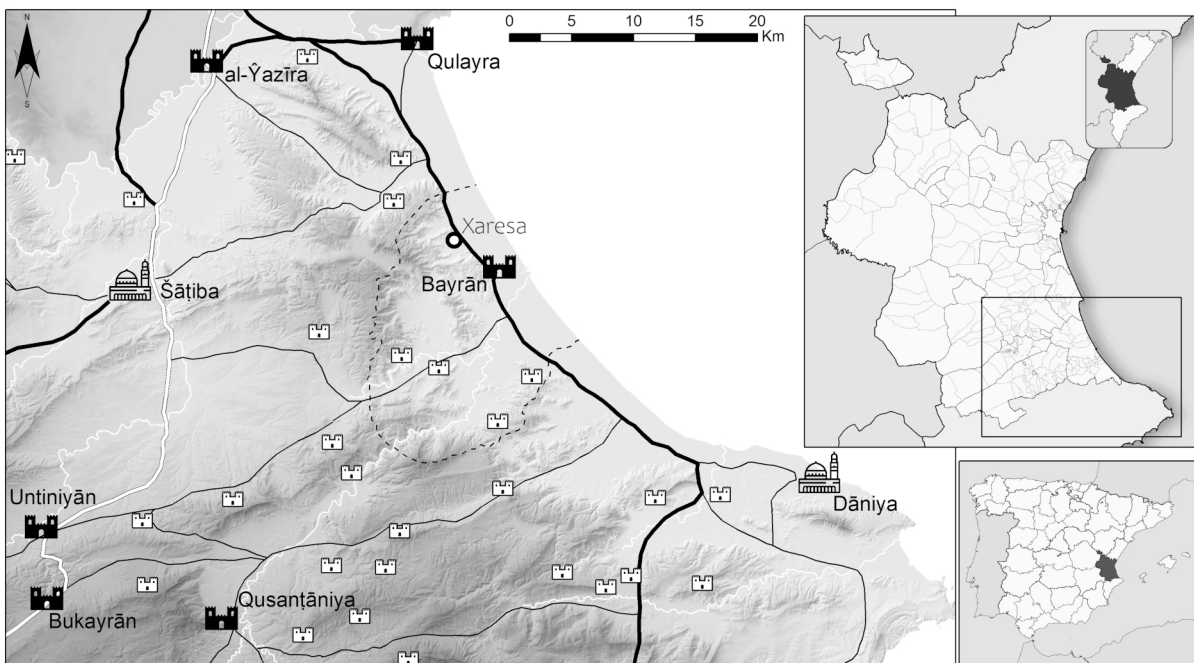 N
S
0 5 10 15 20
Km
Qulayra
al-Ŷazīra
Xaresa
Bayrān
Šāṭiba
Dāniya
Untiniyān
Bukayrān
Qusanṭāniya